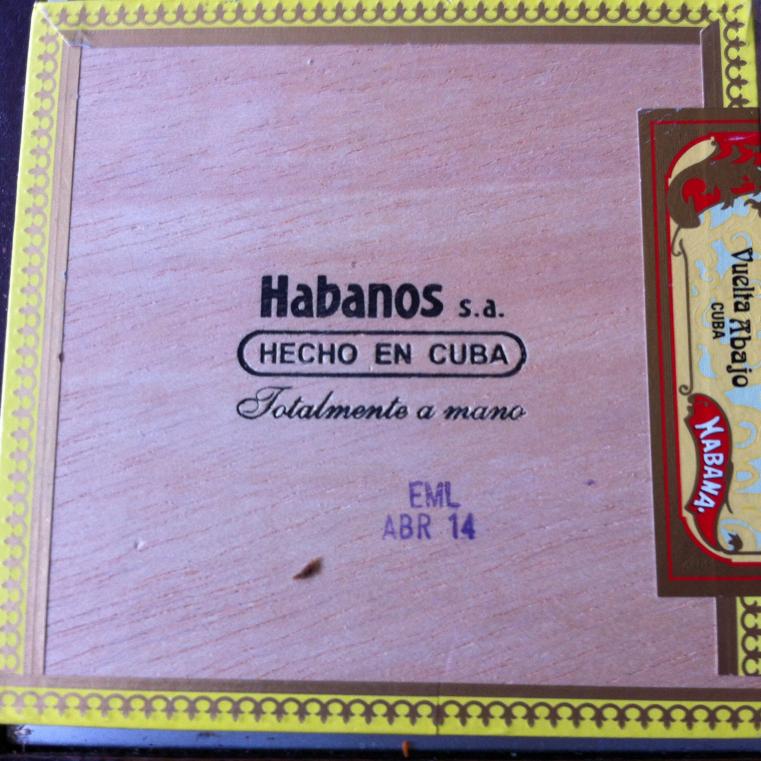 Habanos s.a.
HECHO EN CUBA
Totalmente a mano
EML
ABR 14
Vuelta Abajo
CUBA
HABANA.